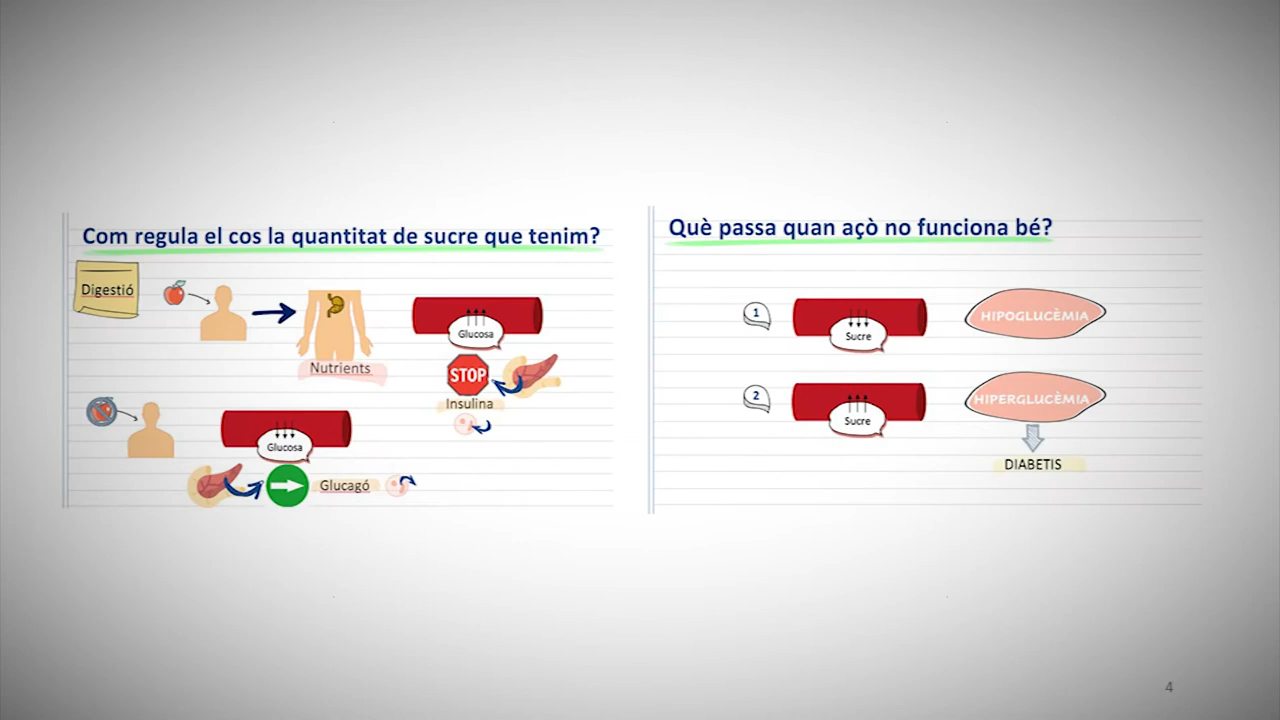 Com regula el cos la quantitat de sucre que tenim?
Digestió
Nutrients
Glucosa
STOP
Insulina
Glucosa
Glucagó
Què passa quan açò no funciona bé?
1
Sucre
HIPOGLUCÈMIA
2
Sucre
HIPERGLUCÈMIA
DIABETIS
4